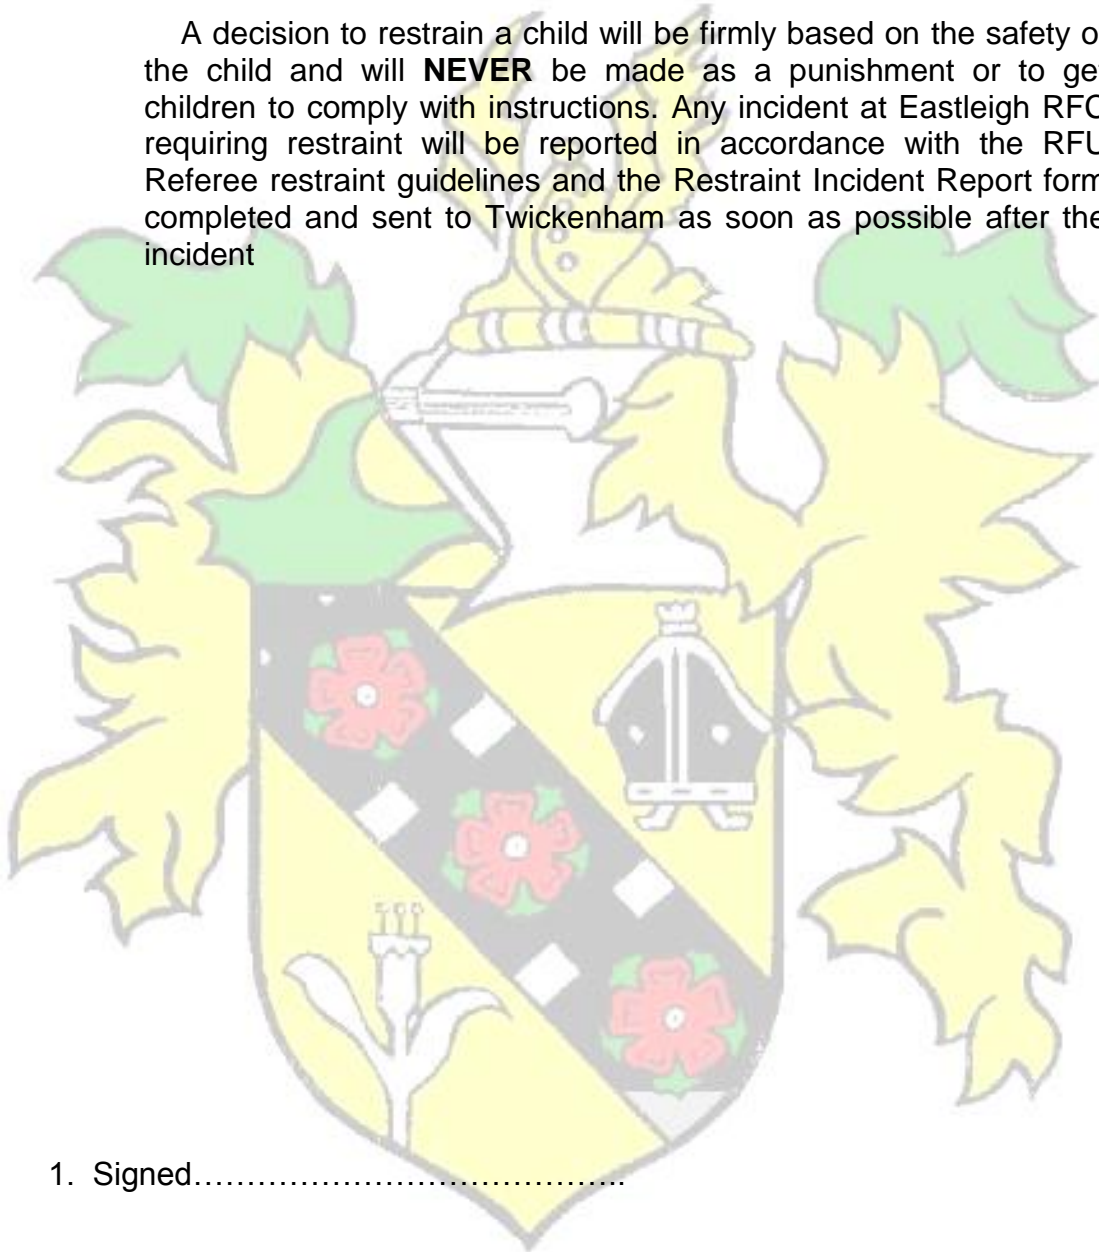 A decision to restrain a child will be firmly based on the safety o
the child and will NEVER be made as a punishment or to get
children to comply with instructions. Any incident at Eastleigh RFC
requiring restraint will be reported in accordance with the RFU
Referee restraint guidelines and the Restraint Incident Report form
completed and sent to Twickenham as soon as possible after the
incident
1. Signed…………………………………..